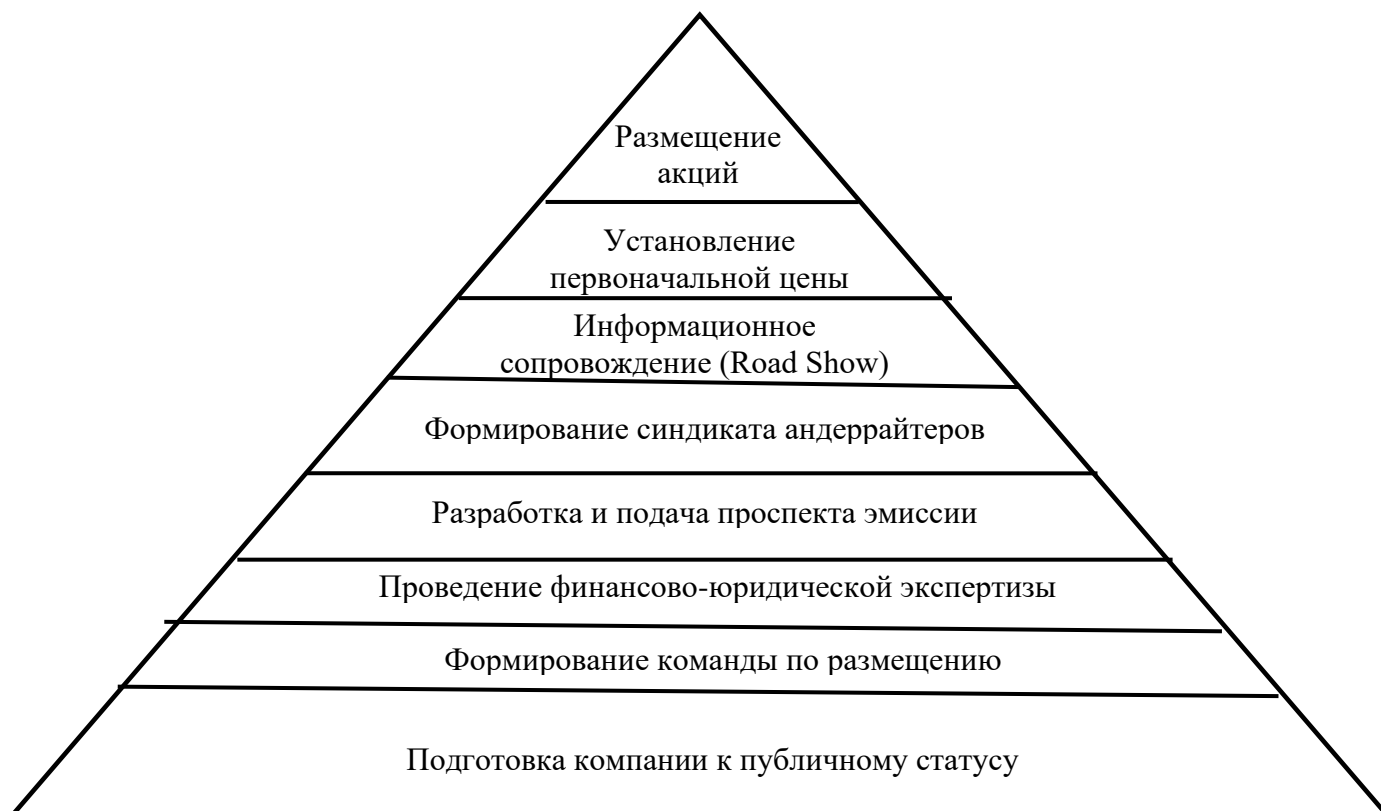 Размещение
акций
Установление
первоначальной цены
Информационное
сопровождение (Road Show)
Формирование синдиката андеррайтеров
Разработка и подача проспекта эмиссии
Проведение финансово-юридической экспертизы
Формирование команды по размещению
Подготовка компании к публичному статусу